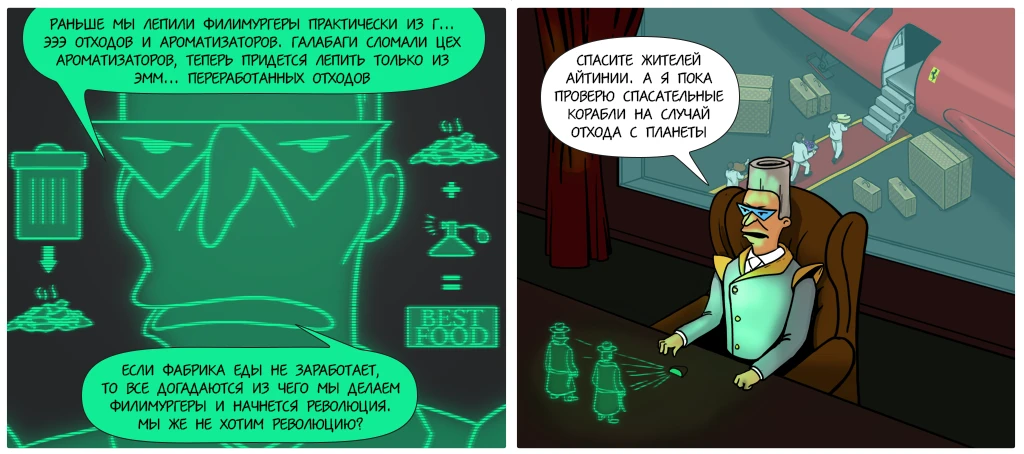 РАНЬШЕ МЫ ЛЕПИЛИ ФИЛИМУРГЕРЫ ПРАКТИЧЕСКИ ИЗ Г...
ЭЭЭ ОТХОДОВ И АРОМАТИЗАТОРОВ. ГАЛАБАГИ СЛОМАЛИ ЦЕХ
АРОМАТИЗАТОРОВ, ТЕПЕРЬ ПРИДЕТСЯ ЛЕПИТЬ ТОЛЬКО ИЗ
ЭММ... ПЕРЕРАБОТАННЫХ ОТХОДОВ
+
=
BEST
FOOD
ЕСЛИ ФАБРИКА ЕДЫ НЕ ЗАРАБОТАЕТ,
ТО ВСЕ ДОГАДАЮТСЯ ИЗ ЧЕГО МЫ ДЕЛАЕМ
ФИЛИМУРГЕРЫ И НАЧНЕТСЯ РЕВОЛЮЦИЯ.
МЫ ЖЕ НЕ ХОТИМ РЕВОЛЮЦИЮ?
СПАСИТЕ ЖИТЕЛЕЙ
АЙТИНИИ. А Я ПОКА
ПРОВЕРЮ СПАСАТЕЛЬНЫЕ
КОРАБЛИ НА СЛУЧАЙ
ОТХОДА С ПЛАНЕТЫ